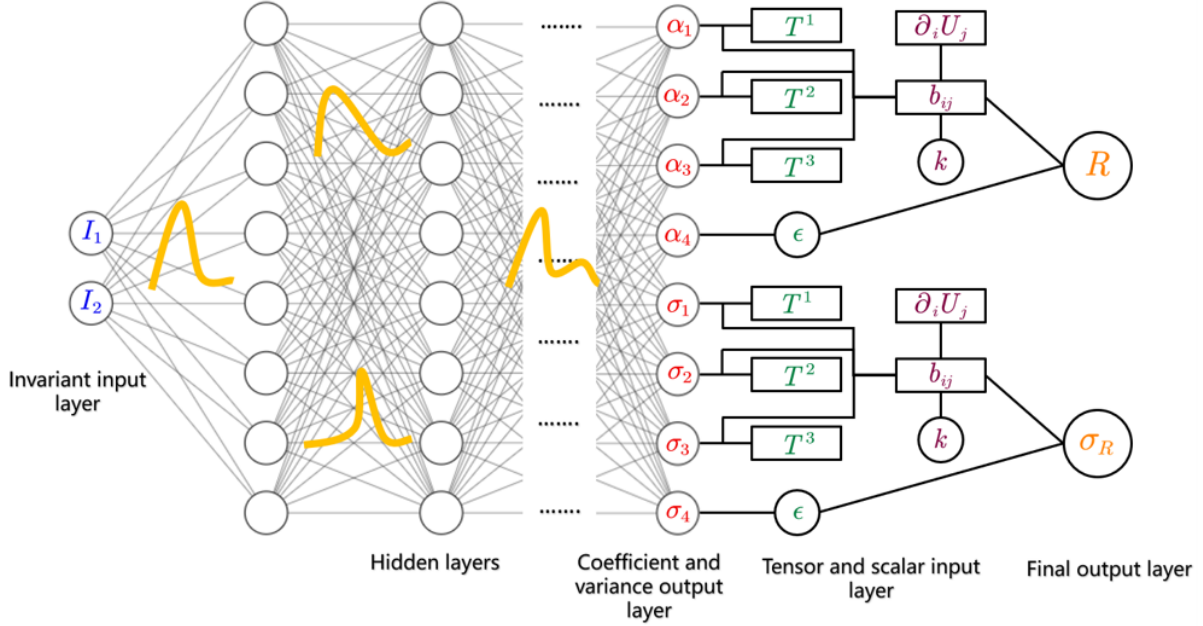 .......
.......
.......
.......
.......
.......
.......
I₁
I₂
Invariant input
layer
Hidden layers
α₁
α₂
α₃
α₄
σ₁
σ₂
σ₃
σ₄
Coefficient and
variance output
layer
T¹
T²
T³
ϵ
T¹
T²
T³
ϵ
Tensor and scalar input
layer
∂ᵢUⱼ
bᵢⱼ
k
∂ᵢUⱼ
bᵢⱼ
k
R
σ_R
Final output layer